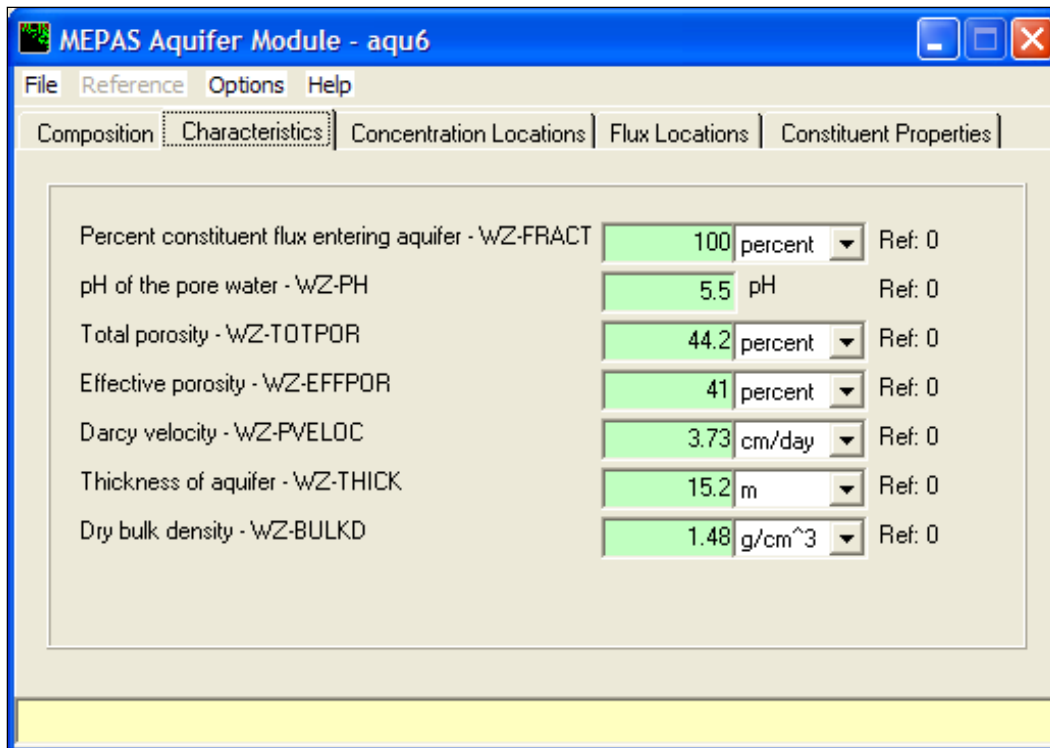 MEPAS Aquifer Module - aqu6
File Reference Options Help
Composition Characteristics Concentration Locations Flux Locations Constituent Properties
Percent constituent flux entering aquifer - WZ-FRACT 100 percent Ref: 0
pH of the pore water - WZ-PH 5.5 pH Ref: 0
Total porosity - WZ-TOTPOR 44.2 percent Ref: 0
Effective porosity - WZ-EFFPOR 41 percent Ref: 0
Darcy velocity - WZ-PVELOC 3.73 cm/day Ref: 0
Thickness of aquifer - WZ-THICK 15.2 m Ref: 0
Dry bulk density - WZ-BULKD 1.48 g/cm^3 Ref: 0